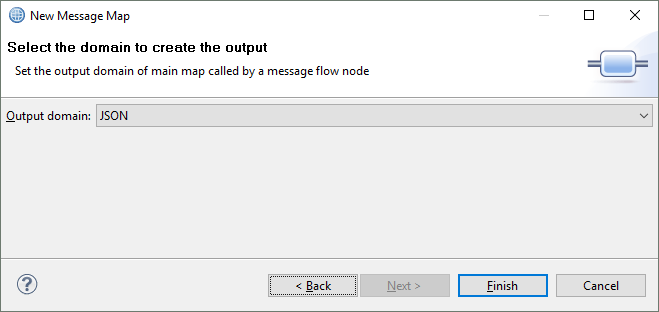 New Message Map
Select the domain to create the output
Set the output domain of main map called by a message flow node
Output domain: JSON
? < Back Next > Finish Cancel